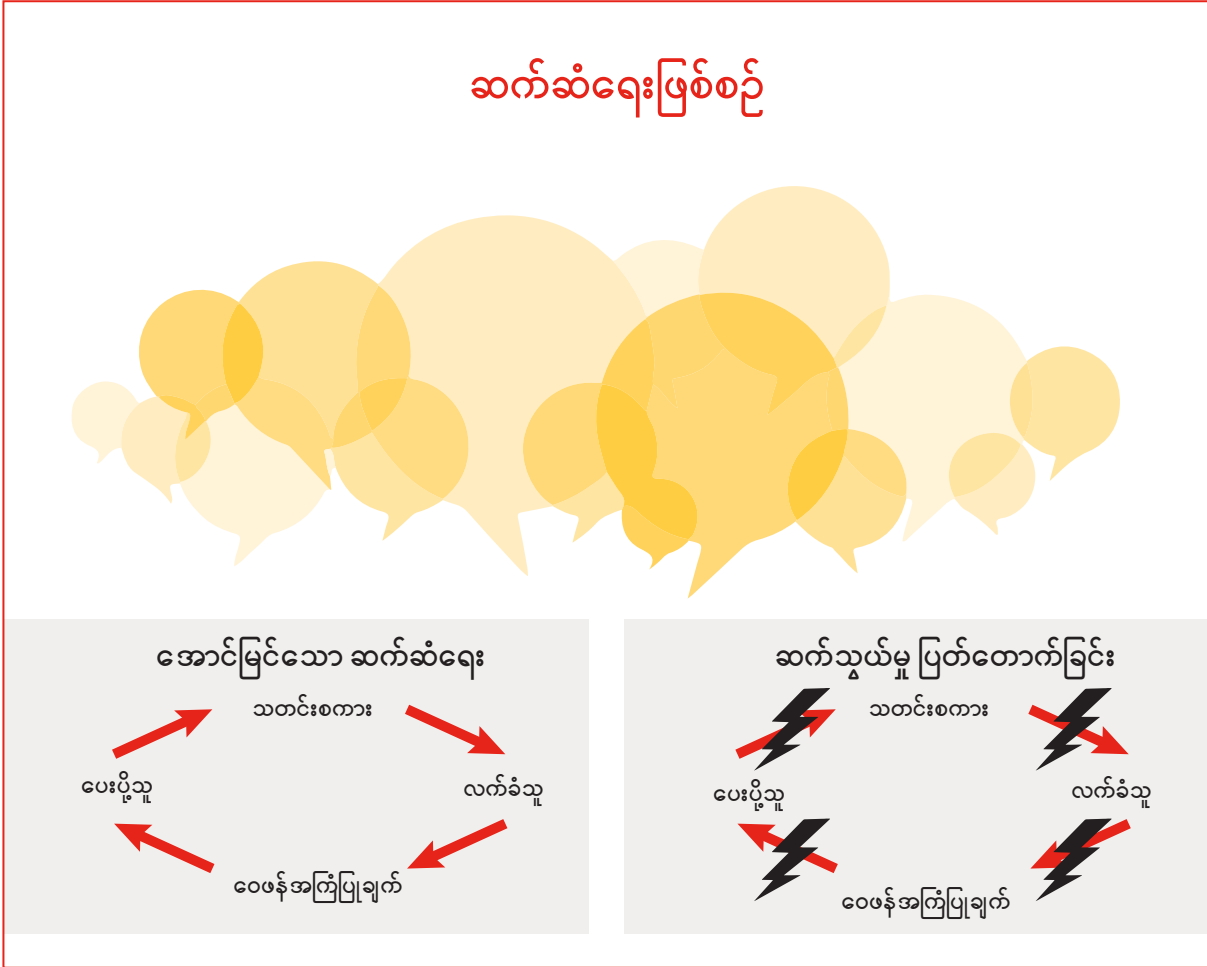 ဆက်ဆံရေးဖြစ်စဉ်
အောင်မြင်သော ဆက်ဆံရေး
သတင်းစကား
ပေးပို့သူ
လက်ခံသူ
ဝေဖန်အကြံပြုချက်
ဆက်သွယ်မှု ပြတ်တောက်ခြင်း
သတင်းစကား
ပေးပို့သူ
လက်ခံသူ
ဝေဖန်အကြံပြုချက်